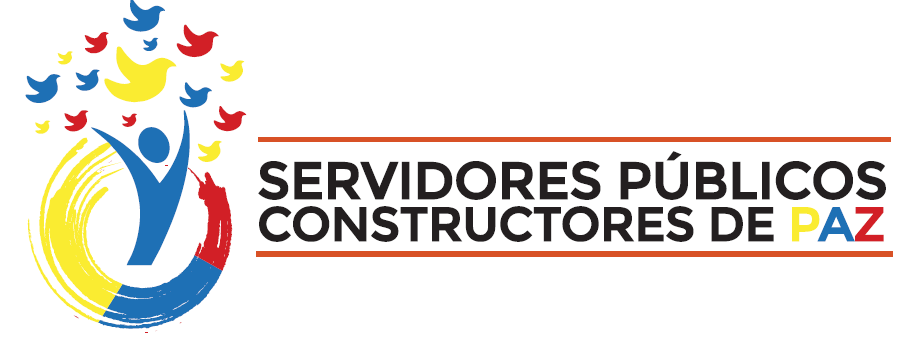 SERVIDORES PÚBLICOS
CONSTRUCTORES DE PAZ